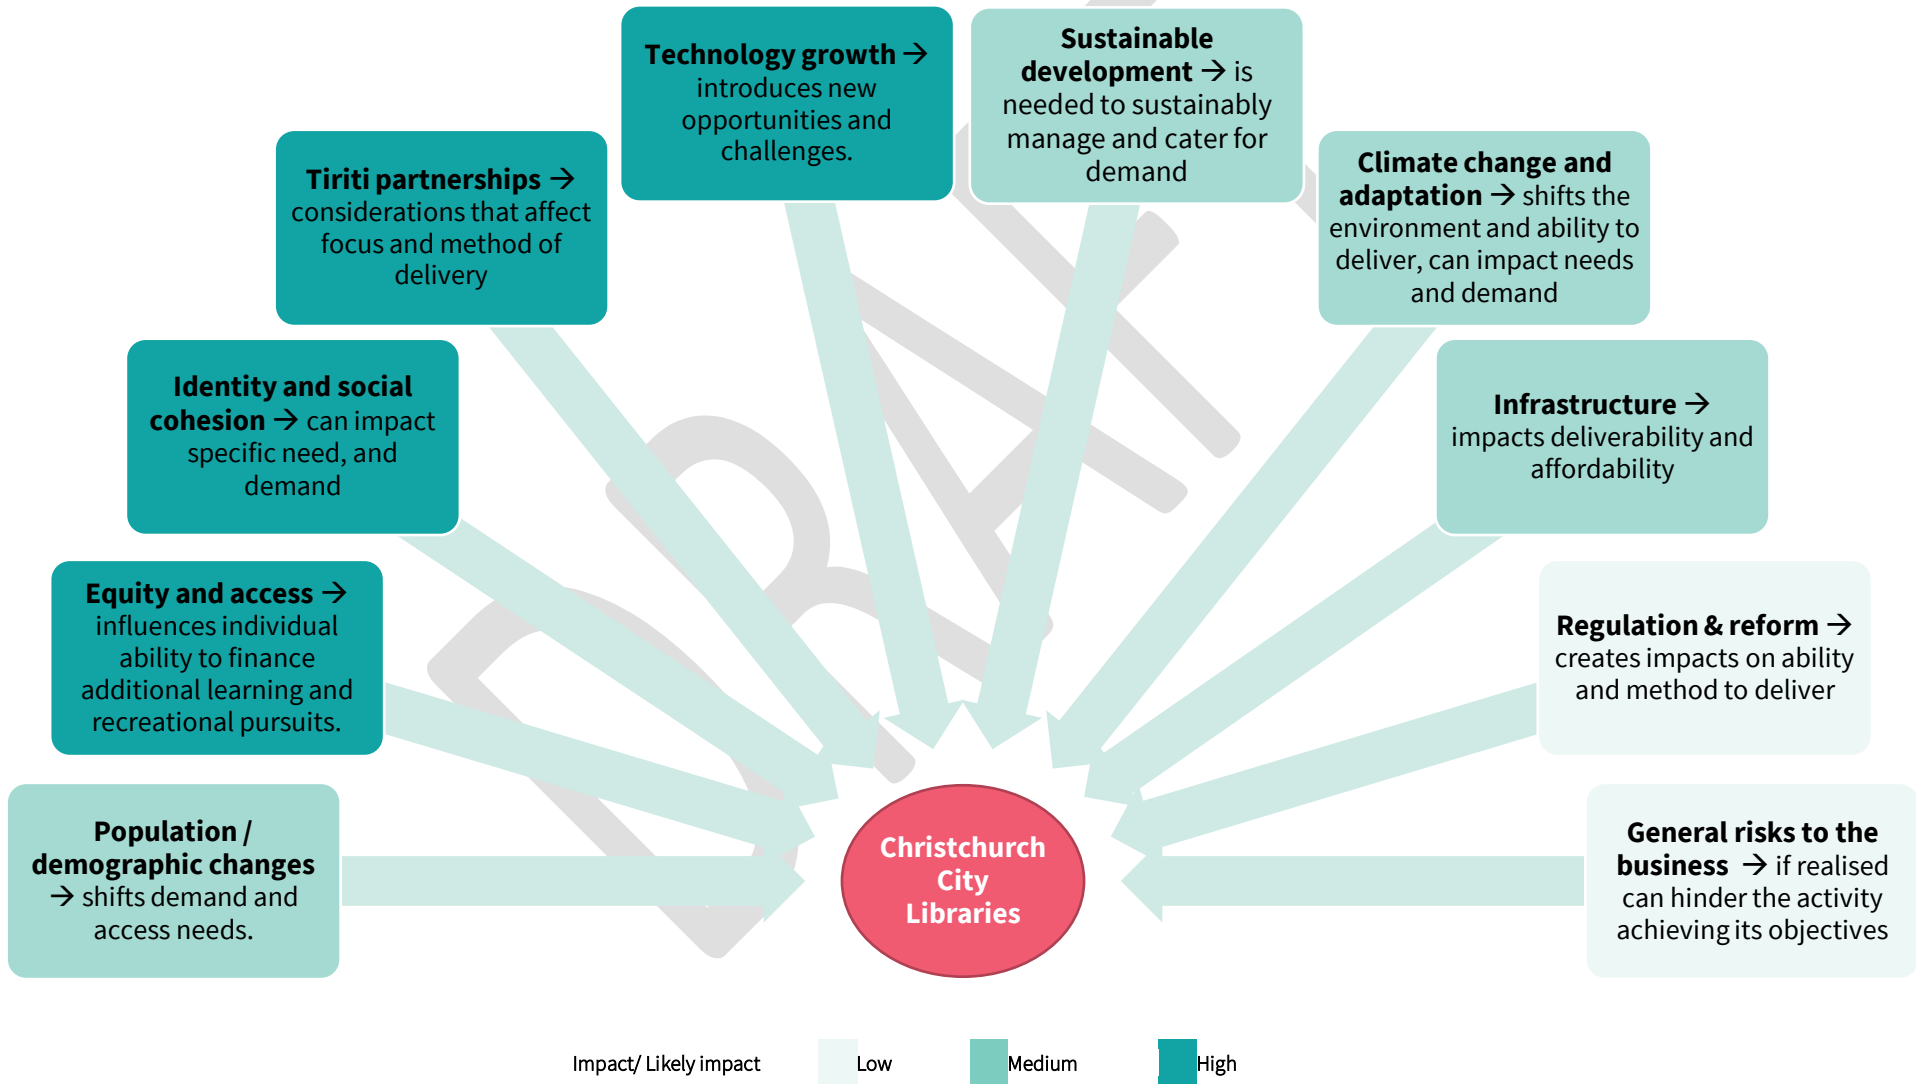 Technology growth →
introduces new
opportunities and
challenges.
Sustainable
development → is
needed to sustainably
manage and cater for
demand
Tiriti partnerships →
considerations that affect
focus and method of
delivery
Climate change and
adaptation → shifts the
environment and ability to
deliver, can impact needs
and demand
Identity and social
cohesion → can impact
specific need, and
demand
Infrastructure →
impacts deliverability and
affordability
Equity and access →
influences individual
ability to finance
additional learning and
recreational pursuits.
Regulation & reform →
creates impacts on ability
and method to deliver
Population /
demographic changes
→ shifts demand and
access needs.
General risks to the
business → if realised
can hinder the activity
achieving its objectives
Christchurch
City
Libraries
DRAFT
Impact/ Likely impact
Low
Medium
High